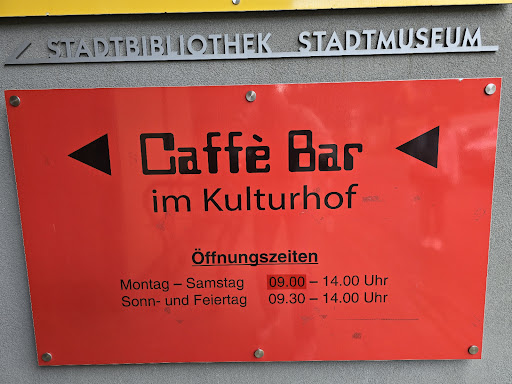 STADTBIBLIOTHEK STADTMUSEUM
Caffè Bar
im Kulturhof
Öffnungszeiten
Montag – Samstag 09.00 – 14.00 Uhr
Sonn- und Feiertag 09.30 – 14.00 Uhr